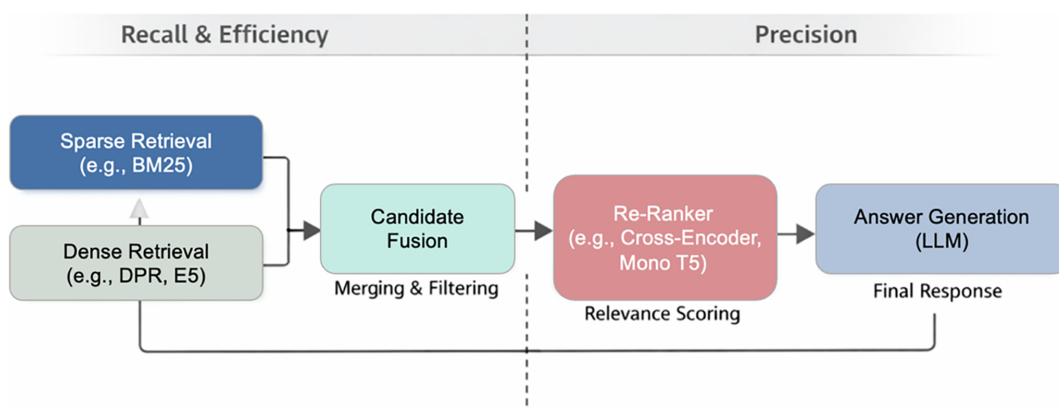 Recall & Efficiency
Precision
Sparse Retrieval
(e.g., BM25)
Dense Retrieval
(e.g., DPR, E5)
Candidate
Fusion
Merging & Filtering
Re-Ranker
(e.g., Cross-Encoder,
Mono T5)
Relevance Scoring
Answer Generation
(LLM)
Final Response